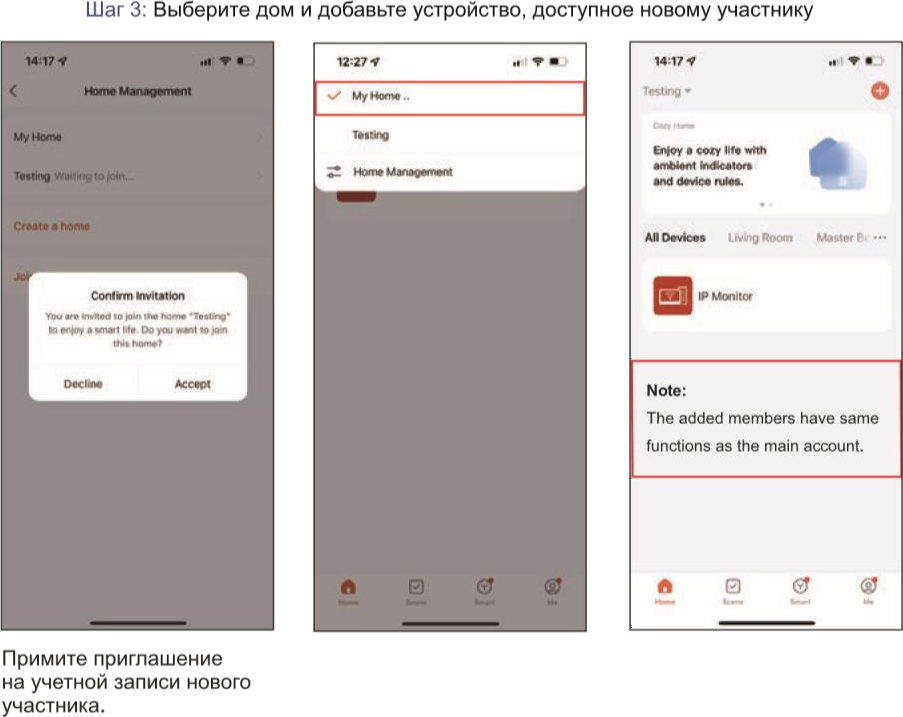 Шаг 3: Выберите дом и добавьте устройство, доступное новому участнику
14:17
Home Management
My Home
Testing Waiting to join...
Create a home
Confirm Invitation
You are invited to join the home "Testing"
to enjoy a smart life. Do you want to join
this home?
Decline
Accept
Примите приглашение
на учетной записи нового
участника.
12:27
My Home ..
Testing
Home Management
Home
Scene
Smart
Me
14:17
Testing
Cozy Home
Enjoy a cozy life with
ambient indicators
and device rules.
All Devices Living Room Master B
IP Monitor
Note:
The added members have same
functions as the main account.
Home
Scene
Smart
Me